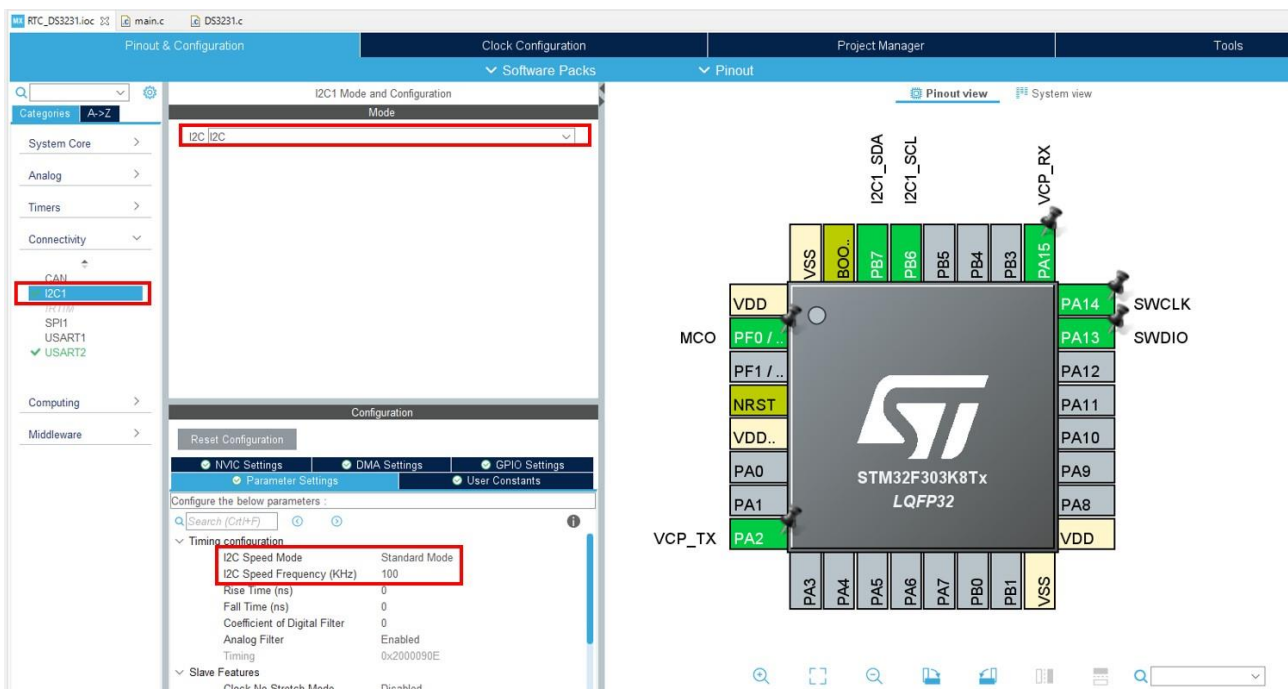 MX RTC_DS3231.ioc main.c DS3231.c
Pinout & Configuration Clock Configuration Project Manager Tools
Software Packs Pinout
I2C1 Mode and Configuration
Pinout view System view
Categories A->Z
Mode
I2C I2C
System Core
Analog
Timers
Connectivity
CAN
I2C1
IRTIM
SPI1
USART1
USART2
Computing
Middleware
Configuration
Reset Configuration
NVIC Settings DMA Settings GPIO Settings
Parameter Settings User Constants
Configure the below parameters :
Search (Crtl+F)
Timing configuration
I2C Speed Mode Standard Mode
I2C Speed Frequency (KHz) 100
Rise Time (ns) 0
Fall Time (ns) 0
Coefficient of Digital Filter 0
Analog Filter Enabled
Timing 0x2000090E
Slave Features
Clock No Stretch Mode Disabled
I2C1_SDA
I2C1_SCL
VCP_RX
VSS
BOO..
PB7
PB6
PB5
PB4
PB3
PA15
VDD
MCO PF0 / ..
PF1 / ..
NRST
VDD..
PA0
PA1
VCP_TX PA2
PA14 SWCLK
PA13 SWDIO
PA12
PA11
PA10
PA9
PA8
VDD
ST
STM32F303K8Tx
LQFP32
PA3
PA4
PA5
PA6
PA7
PB0
PB1
VSS